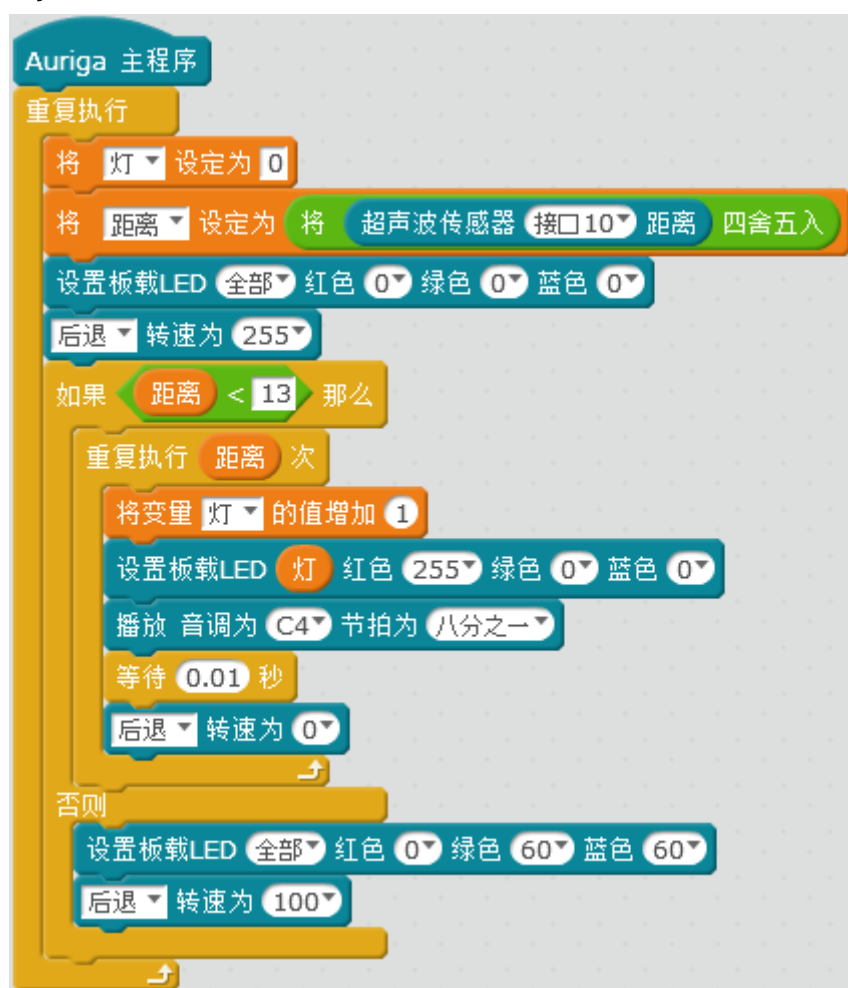 Auriga 主程序
重复执行
将 灯 设定为 0
将 距离 设定为 将 超声波传感器 接口10 距离 四舍五入
设置板载LED 全部 红色 0 绿色 0 蓝色 0
后退 转速为 255
如果 距离 < 13 那么
重复执行 距离 次
将变量 灯 的值增加 1
设置板载LED 灯 红色 255 绿色 0 蓝色 0
播放 音调为 C4 节拍为 八分之一
等待 0.01 秒
后退 转速为 0
否则
设置板载LED 全部 红色 0 绿色 60 蓝色 60
后退 转速为 100